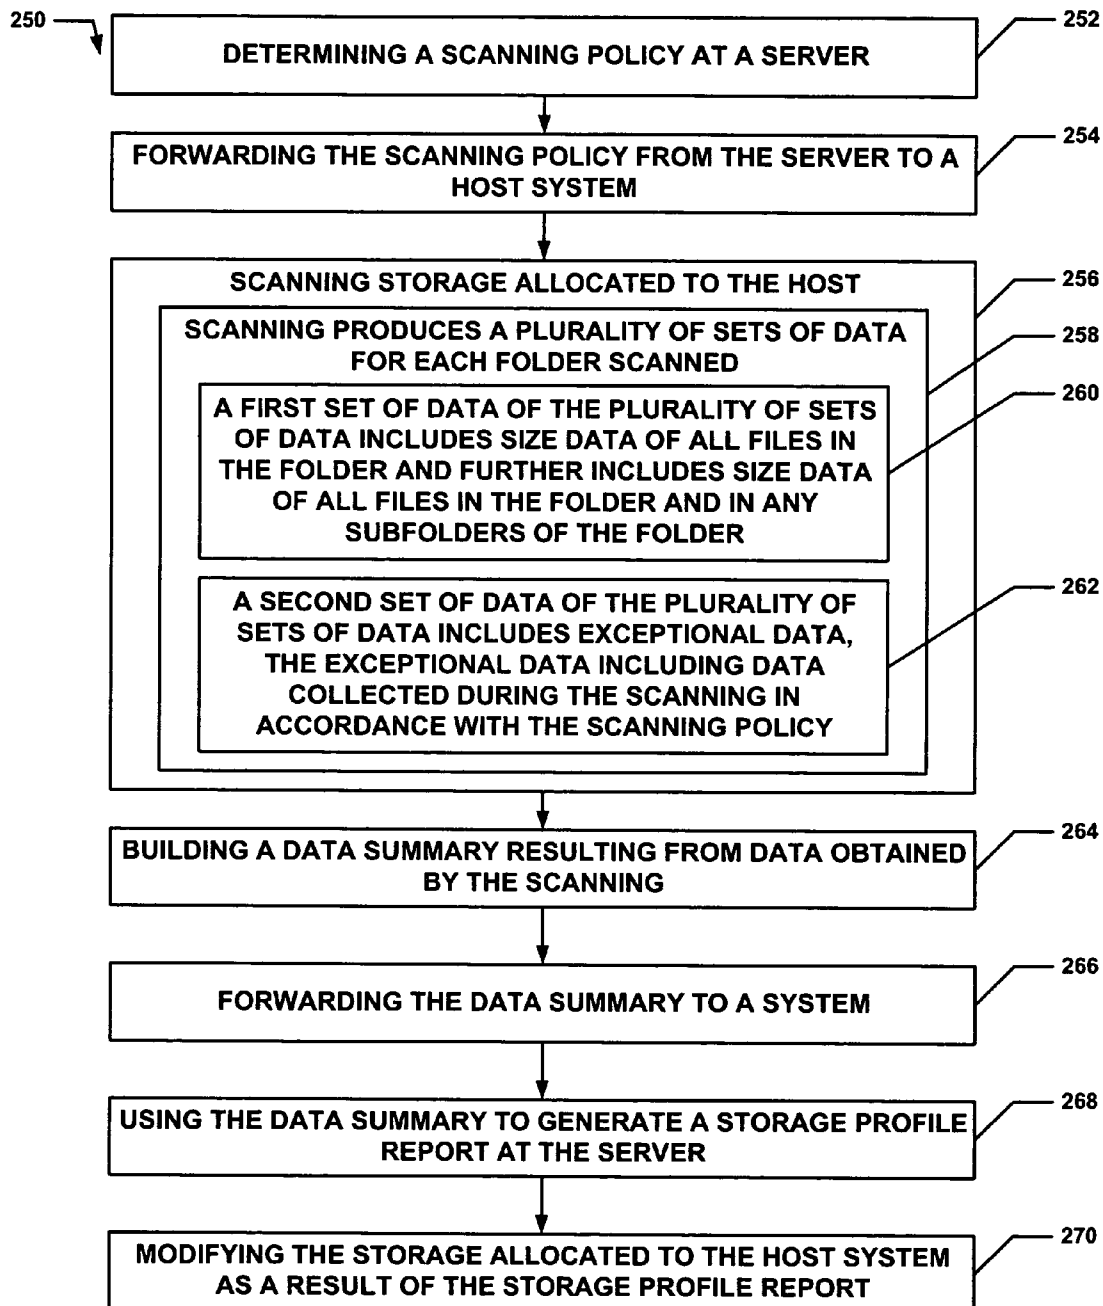 250
252
DETERMINING A SCANNING POLICY AT A SERVER
254
FORWARDING THE SCANNING POLICY FROM THE SERVER TO A
HOST SYSTEM
256
SCANNING STORAGE ALLOCATED TO THE HOST
258
SCANNING PRODUCES A PLURALITY OF SETS OF DATA
FOR EACH FOLDER SCANNED
260
A FIRST SET OF DATA OF THE PLURALITY OF SETS
OF DATA INCLUDES SIZE DATA OF ALL FILES IN
THE FOLDER AND FURTHER INCLUDES SIZE DATA
OF ALL FILES IN THE FOLDER AND IN ANY
SUBFOLDERS OF THE FOLDER
262
A SECOND SET OF DATA OF THE PLURALITY OF
SETS OF DATA INCLUDES EXCEPTIONAL DATA,
THE EXCEPTIONAL DATA INCLUDING DATA
COLLECTED DURING THE SCANNING IN
ACCORDANCE WITH THE SCANNING POLICY
264
BUILDING A DATA SUMMARY RESULTING FROM DATA OBTAINED
BY THE SCANNING
266
FORWARDING THE DATA SUMMARY TO A SYSTEM
268
USING THE DATA SUMMARY TO GENERATE A STORAGE PROFILE
REPORT AT THE SERVER
270
MODIFYING THE STORAGE ALLOCATED TO THE HOST SYSTEM
AS A RESULT OF THE STORAGE PROFILE REPORT